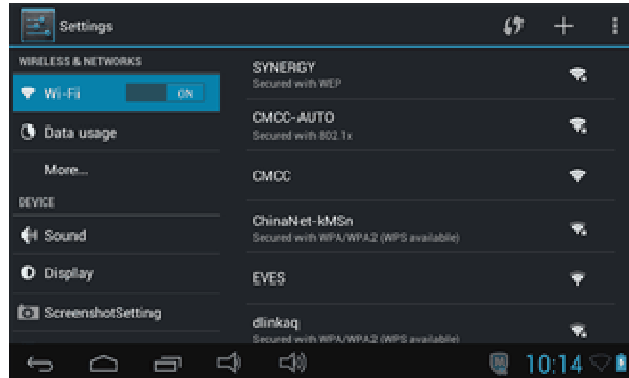 Settings
WIRELESS & NETWORKS
Wi-Fi
ON
Data usage
More...
DEVICE
Sound
Display
ScreenshotSetting
SYNERGY
Secured with WEP
CMCC-AUTO
Secured with 802.1x
CMCC
ChinaNet-kMSn
Secured with WPA/WPA2 (WPS available)
EYES
dlinkaq
Secured with WPA/WPA2 (WPS available)
10:14